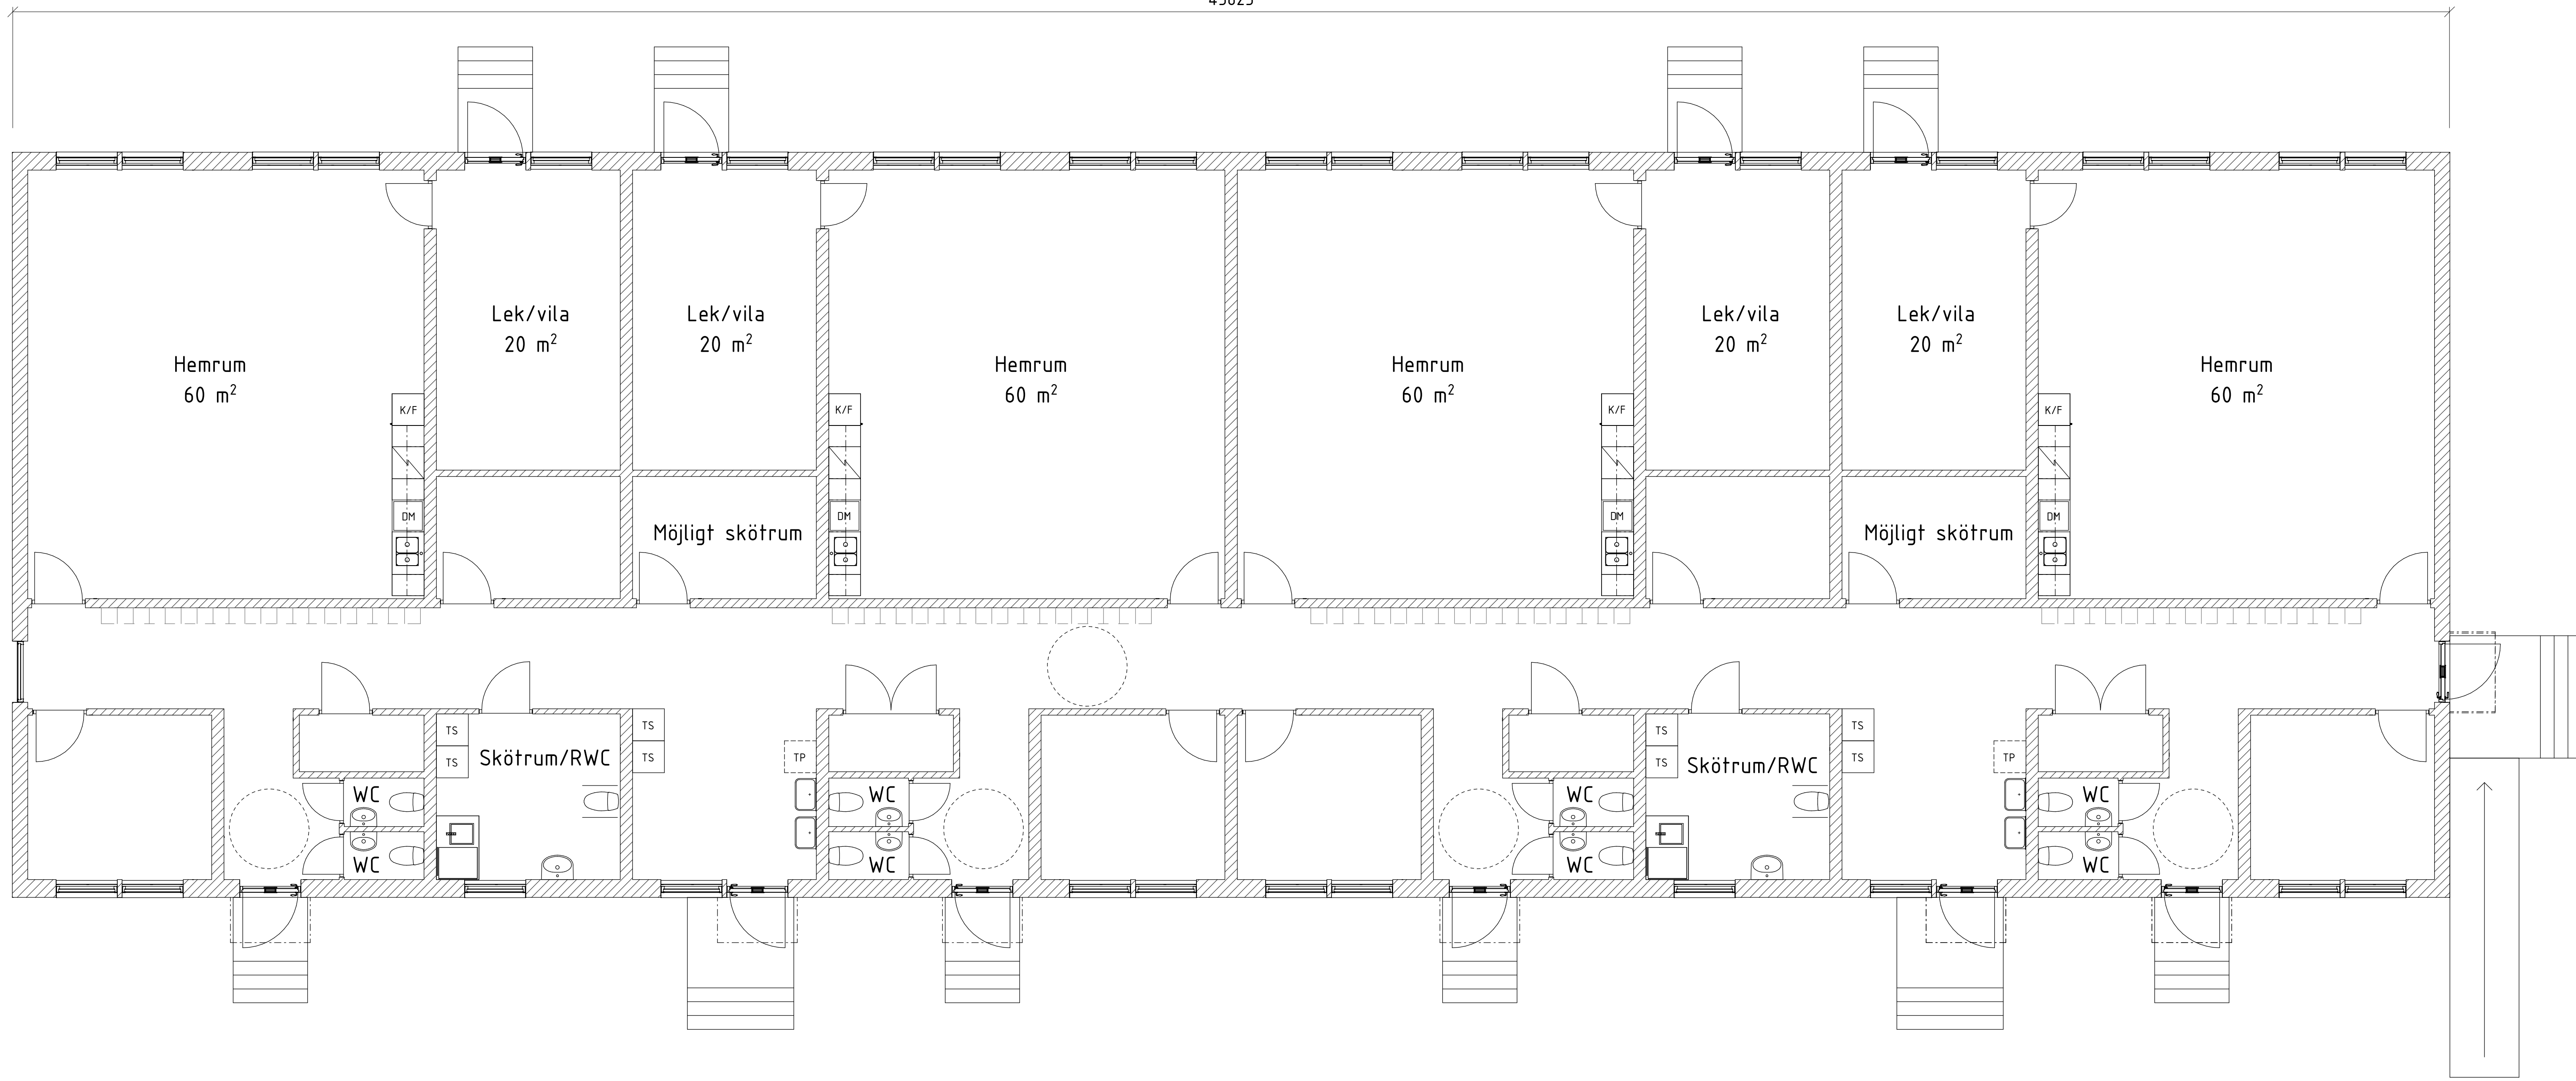 Lek/vila
20 m²
Lek/vila
20 m²
Lek/vila
20 m²
Lek/vila
20 m²
Hemrum
60 m²
Hemrum
60 m²
Hemrum
60 m²
Hemrum
60 m²
K/F
K/F
K/F
K/F
DM
DM
DM
DM
Möjligt skötrum
Möjligt skötrum
TS
TS
TS
TS
TS
TS
TS
TS
Skötrum/RWC
Skötrum/RWC
TP
TP
WC
WC
WC
WC
WC
WC
WC
WC